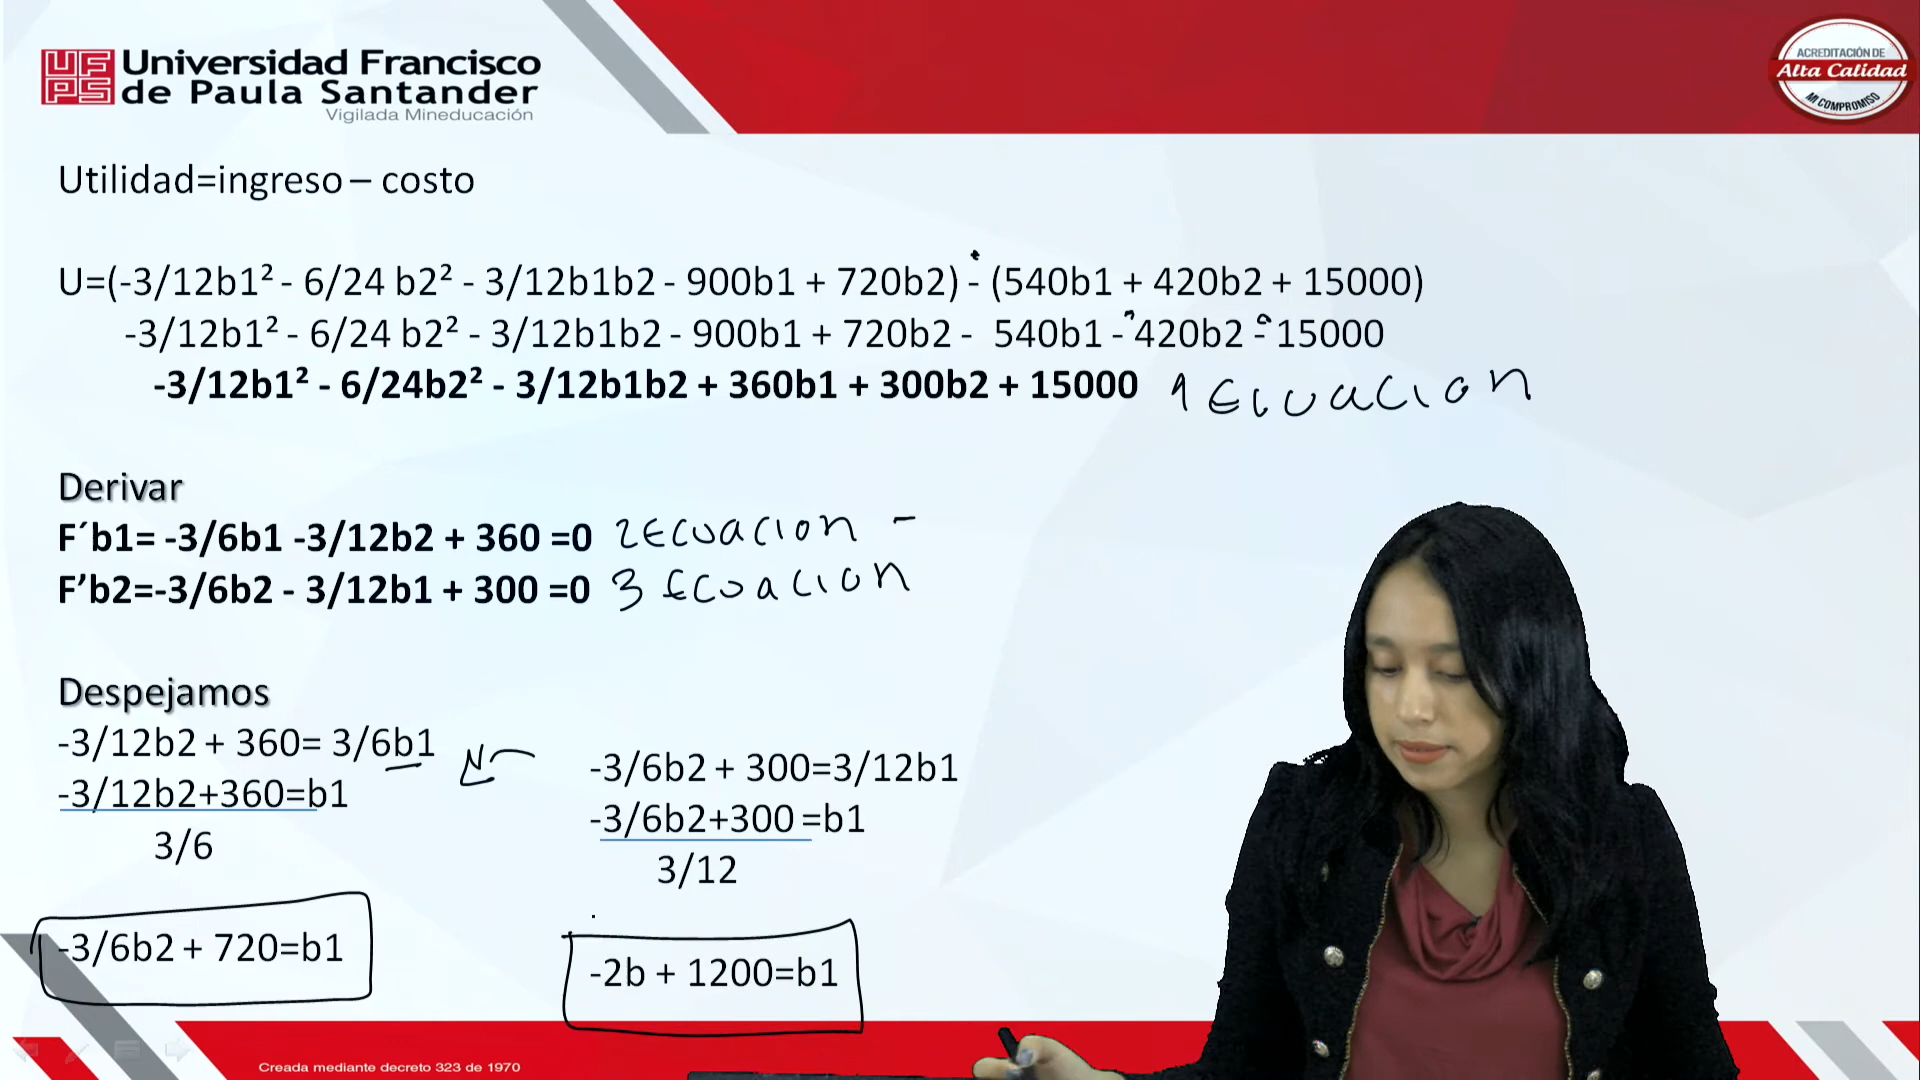 UFPS Universidad Francisco de Paula Santander
Vigilada Mineducación
ACREDITACIÓN DE
Alta Calidad
MI COMPROMISO
Utilidad=ingreso – costo
U=(-3/12b1² - 6/24 b2² - 3/12b1b2 - 900b1 + 720b2) - (540b1 + 420b2 + 15000)
-3/12b1² - 6/24 b2² - 3/12b1b2 - 900b1 + 720b2 - 540b1 - 420b2 - 15000
-3/12b1² - 6/24b2² - 3/12b1b2 + 360b1 + 300b2 + 15000 1 Ecuacion
Derivar
F´b1= -3/6b1 -3/12b2 + 360 =0 2 Ecuacion -
F’b2=-3/6b2 - 3/12b1 + 300 =0 3 Ecuacion
Despejamos
-3/12b2 + 360= 3/6b1
-3/12b2+360=b1
3/6
-3/6b2 + 720=b1
-3/6b2 + 300=3/12b1
-3/6b2+300 =b1
3/12
-2b + 1200=b1
Creada mediante decreto 323 de 1970